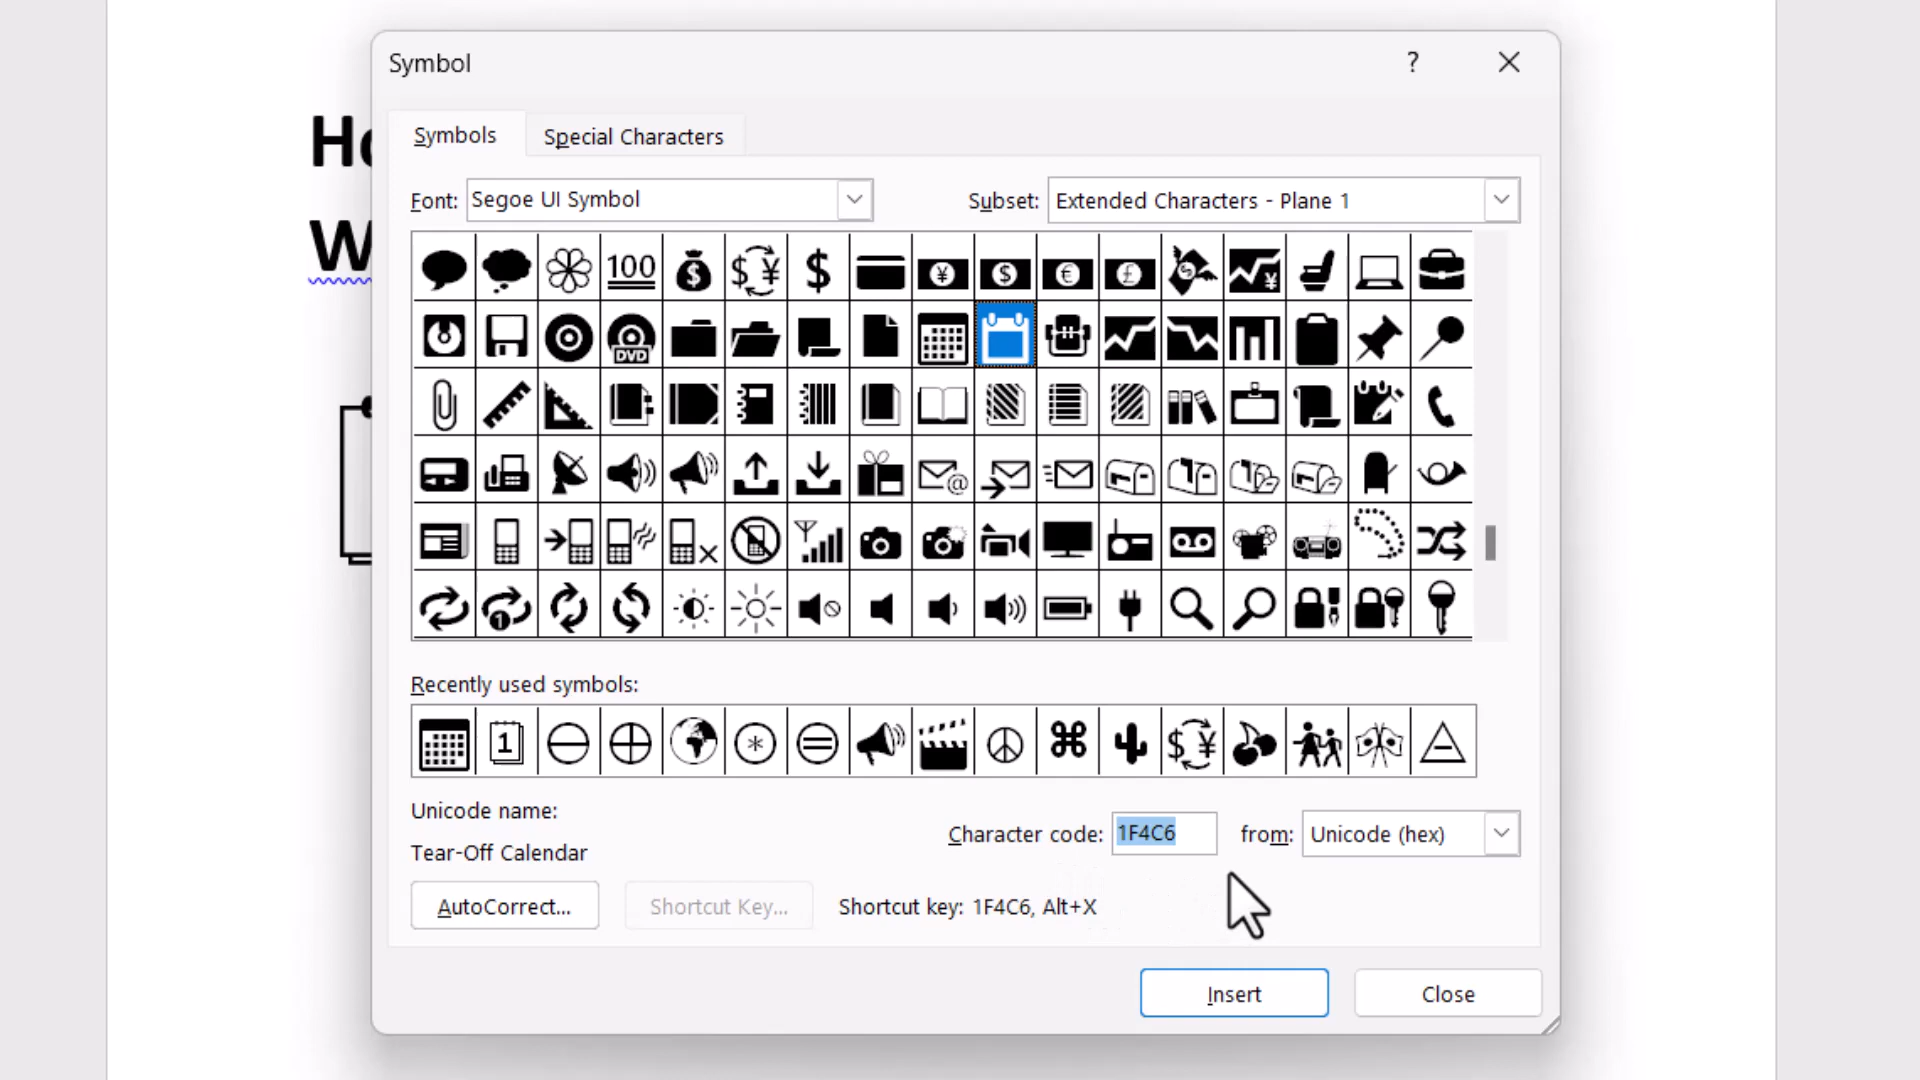 Symbol
?
Symbols
Special Characters
Font: Segoe UI Symbol
Subset: Extended Characters - Plane 1
100
DVD
Recently used symbols:
1
Unicode name:
Tear-Off Calendar
Character code: 1F4C6 from: Unicode (hex)
AutoCorrect...
Shortcut Key...
Shortcut key: 1F4C6, Alt+X
Insert
Close